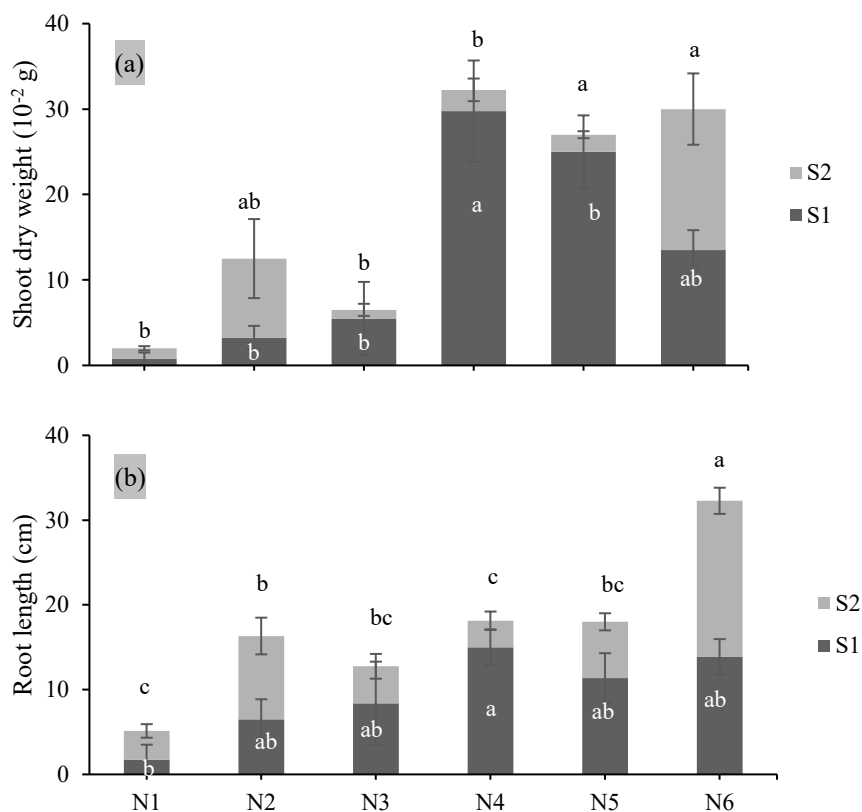 40
30
20
10
0
Shoot dry weight (10⁻² g)
(a)
b
ab
b
b
a
a
b
b
a
b
ab
S2
S1
40
30
20
10
0
Root length (cm)
(b)
c
b
bc
c
bc
a
b
ab
ab
a
ab
ab
S2
S1
N1 N2 N3 N4 N5 N6